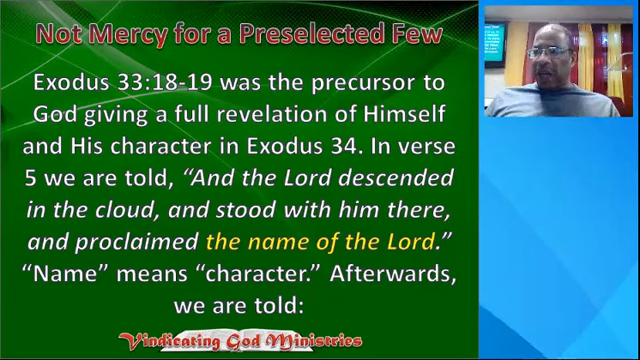 Not Mercy for a Preselected Few
Exodus 33:18-19 was the precursor to
God giving a full revelation of Himself
and His character in Exodus 34. In verse
5 we are told, “And the Lord descended
in the cloud, and stood with him there,
and proclaimed the name of the Lord.”
“Name” means “character.” Afterwards,
we are told:
Vindicating God Ministries